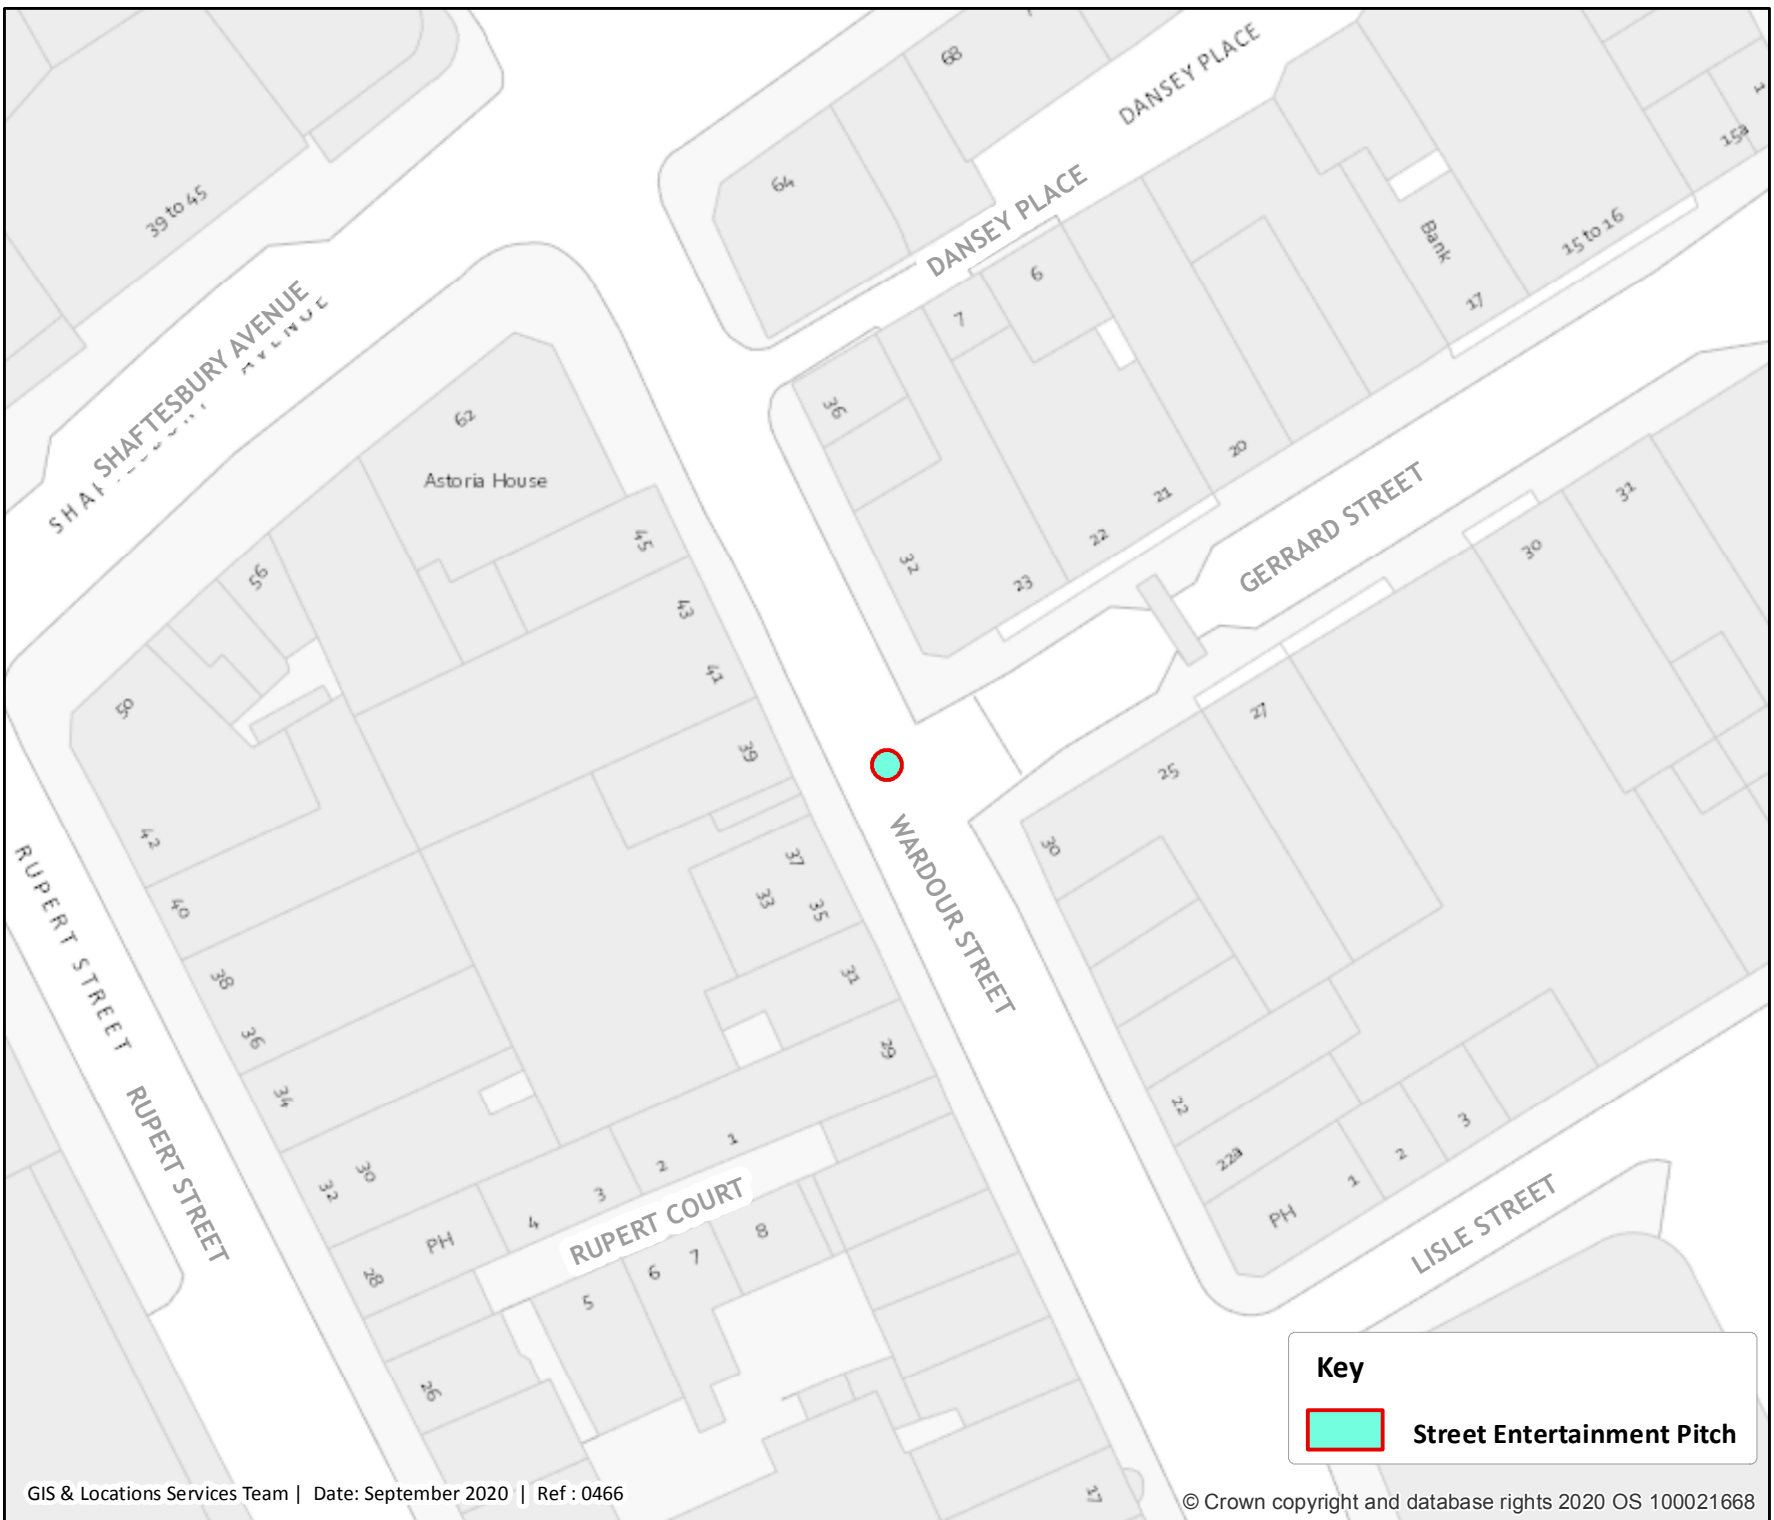 68
DANSEY PLACE
1
15a
39 to 45
64
DANSEY PLACE
Bank
15 to 16
6
17
7
SHAFTESBURY AVENUE
36
62
20
Astoria House
21
GERRARD STREET
31
45
22
30
32
56
23
43
41
50
27
39
25
42
WARDOUR STREET
30
37
33
35
40
RUPERT STREET
31
38
36
29
34
22
1
3
2
22a
30
32
3
2
1
4
RUPERT COURT
8
PH
PH
LISLE STREET
RUPERT STREET
7
6
28
5
26
17
Key
Street Entertainment Pitch
GIS & Locations Services Team | Date: September 2020 | Ref : 0466
© Crown copyright and database rights 2020 OS 100021668